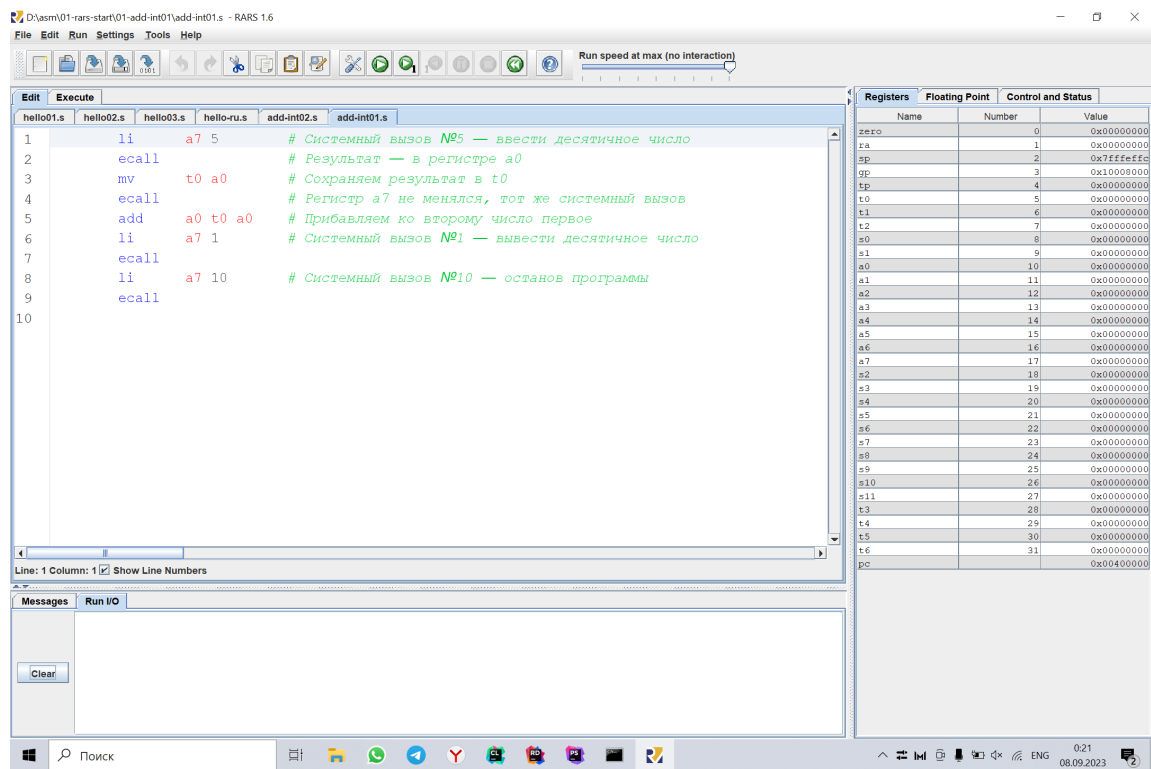 D:\asm\01-rars-start\01-add-int01\add-int01.s - RARS 1.6
File Edit Run Settings Tools Help
Run speed at max (no interaction)
Edit Execute
hello01.s hello02.s hello03.s hello-ru.s add-int02.s add-int01.s
1 li a7 5 # Системный вызов №5 — ввести десятичное число
2 ecall # Результат — в регистре a0
3 mv t0 a0 # Сохраняем результат в t0
4 ecall # Регистр a7 не менялся, тот же системный вызов
5 add a0 t0 a0 # Прибавляем ко второму число первое
6 li a7 1 # Системный вызов №1 — вывести десятичное число
7 ecall
8 li a7 10 # Системный вызов №10 — останов программы
9 ecall
10
Line: 1 Column: 1 Show Line Numbers
Messages Run I/O
Clear
Registers Floating Point Control and Status
Name Number Value
zero 0 0x00000000
ra 1 0x00000000
sp 2 0x7fffeffc
gp 3 0x10008000
tp 4 0x00000000
t0 5 0x00000000
t1 6 0x00000000
t2 7 0x00000000
s0 8 0x00000000
s1 9 0x00000000
a0 10 0x00000000
a1 11 0x00000000
a2 12 0x00000000
a3 13 0x00000000
a4 14 0x00000000
a5 15 0x00000000
a6 16 0x00000000
a7 17 0x00000000
s2 18 0x00000000
s3 19 0x00000000
s4 20 0x00000000
s5 21 0x00000000
s6 22 0x00000000
s7 23 0x00000000
s8 24 0x00000000
s9 25 0x00000000
s10 26 0x00000000
s11 27 0x00000000
t3 28 0x00000000
t4 29 0x00000000
t5 30 0x00000000
t6 31 0x00000000
pc 0x00400000
Поиск
ENG
0:21
08.09.2023
2